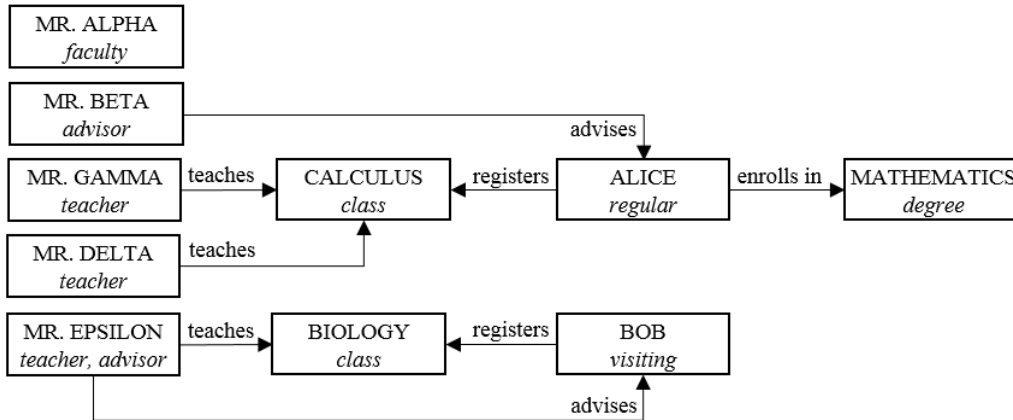 MR. ALPHA
faculty
MR. BETA
advisor
advises
MR. GAMMA
teacher
teaches
CALCULUS
class
registers
ALICE
regular
enrolls in
MATHEMATICS
degree
MR. DELTA
teacher
teaches
MR. EPSILON
teacher, advisor
teaches
BIOLOGY
class
registers
BOB
visiting
advises